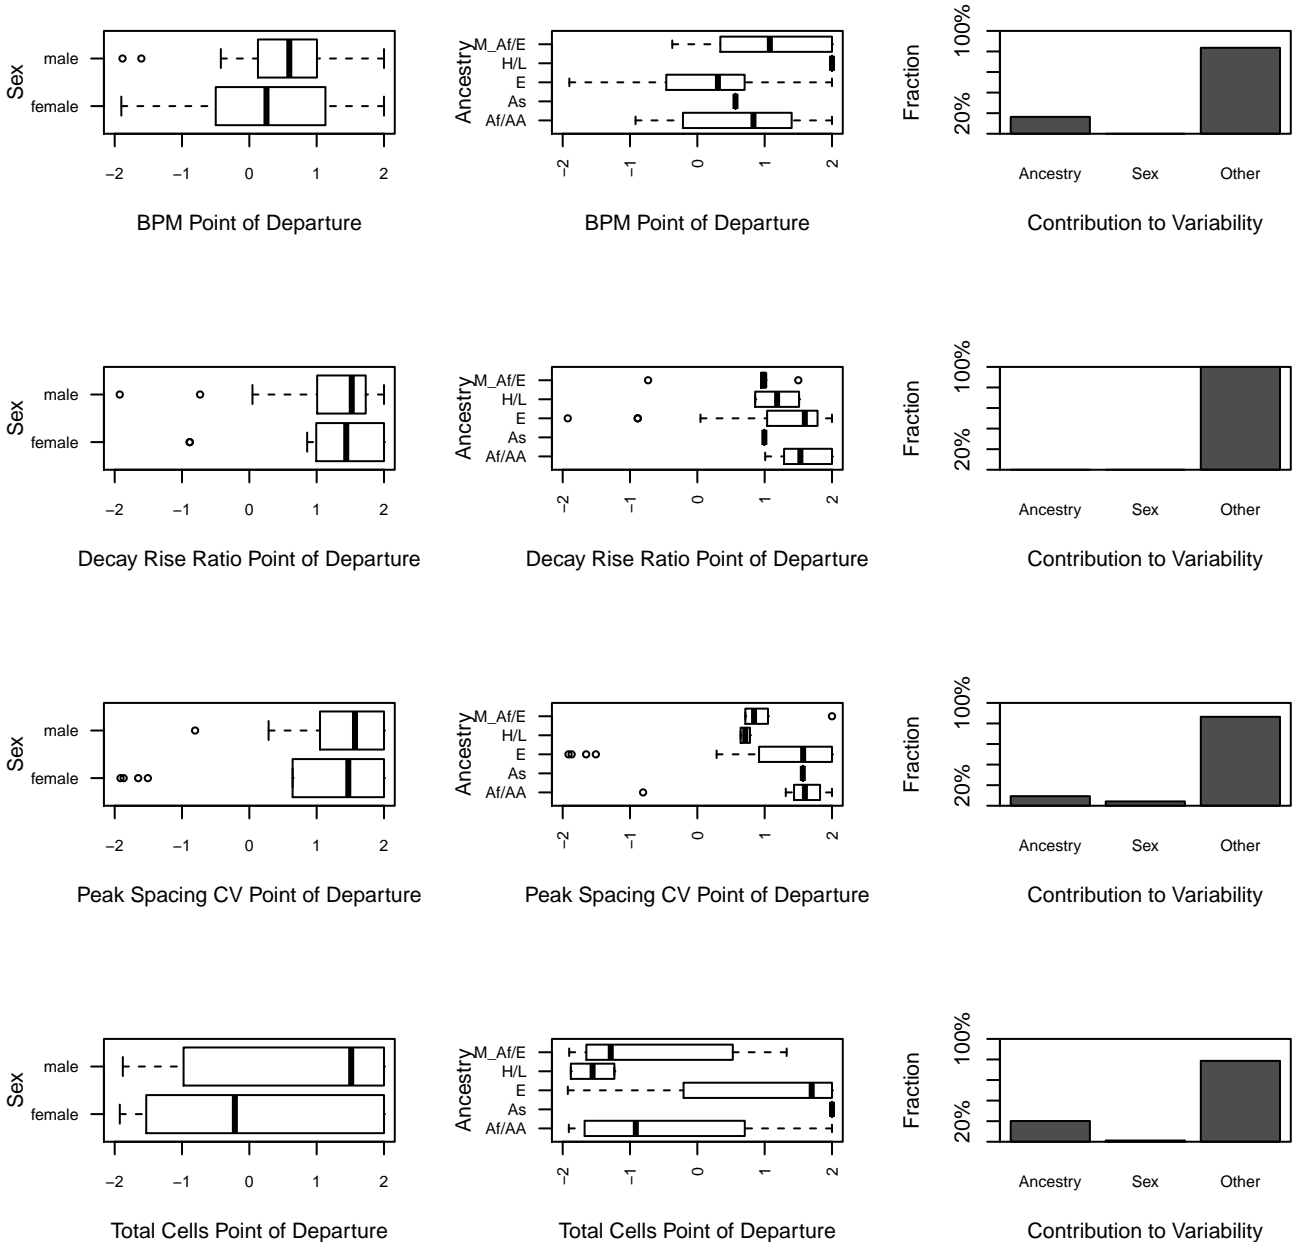 Sex
male
female
−2 −1 0 1 2
BPM Point of Departure
Ancestry
M_Af/E
H/L
E
As
Af/AA
−2 −1 0 1 2
BPM Point of Departure
Fraction
100%
20%
Ancestry Sex Other
Contribution to Variability
Sex
male
female
−2 −1 0 1 2
Decay Rise Ratio Point of Departure
Ancestry
M_Af/E
H/L
E
As
Af/AA
−2 −1 0 1 2
Decay Rise Ratio Point of Departure
Fraction
100%
20%
Ancestry Sex Other
Contribution to Variability
Sex
male
female
−2 −1 0 1 2
Peak Spacing CV Point of Departure
Ancestry
M_Af/E
H/L
E
As
Af/AA
−2 −1 0 1 2
Peak Spacing CV Point of Departure
Fraction
100%
20%
Ancestry Sex Other
Contribution to Variability
Sex
male
female
−2 −1 0 1 2
Total Cells Point of Departure
Ancestry
M_Af/E
H/L
E
As
Af/AA
−2 −1 0 1 2
Total Cells Point of Departure
Fraction
100%
20%
Ancestry Sex Other
Contribution to Variability